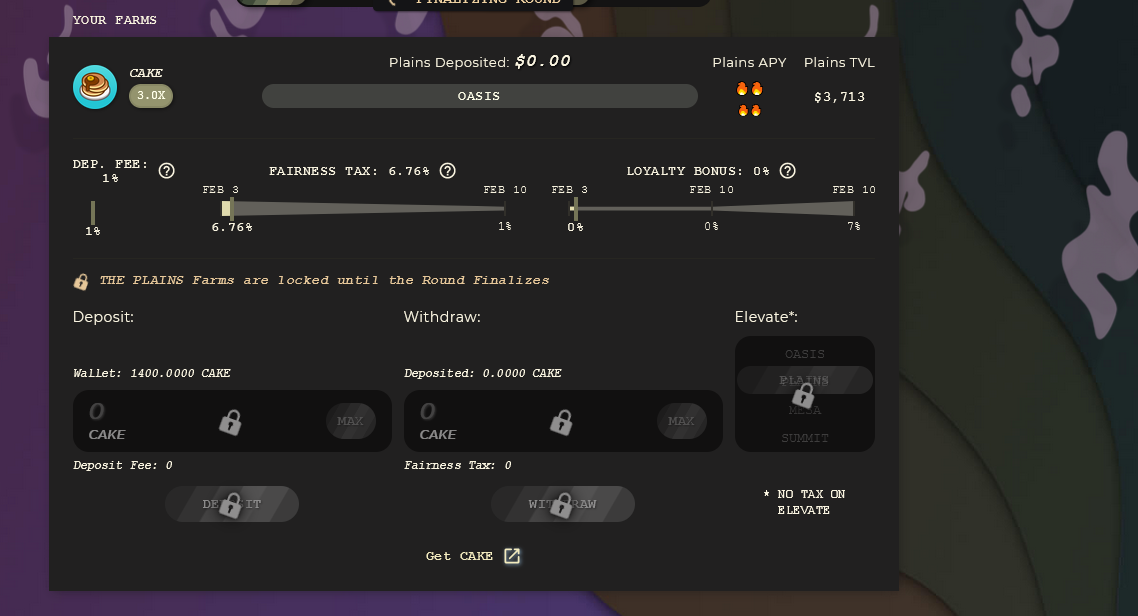 FINALIZING ROUND
YOUR FARMS
CAKE
3.0X
Plains Deposited: $0.00
OASIS
Plains APY
Plains TVL
$3,713
DEP. FEE:
1%
1%
FAIRNESS TAX: 6.76%
FEB 3
FEB 10
6.76%
1%
LOYALTY BONUS: 0%
FEB 3
FEB 10
FEB 10
0%
0%
7%
THE PLAINS Farms are locked until the Round Finalizes
Deposit:
Wallet: 1400.0000 CAKE
0
CAKE
MAX
Deposit Fee: 0
DEPOSIT
Withdraw:
Deposited: 0.0000 CAKE
0
CAKE
MAX
Fairness Tax: 0
WITHDRAW
Elevate*:
OASIS
PLAINS
MESA
SUMMIT
* NO TAX ON
ELEVATE
Get CAKE